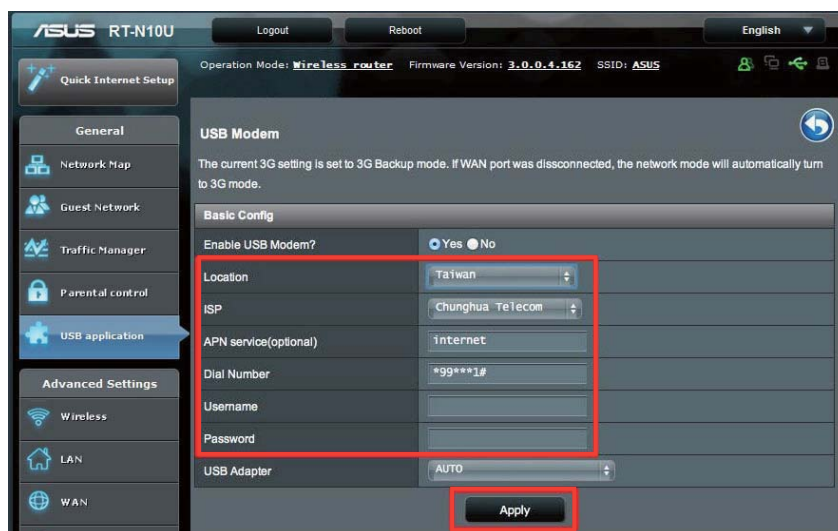 ASUS RT-N10U Logout Reboot English
Quick Internet Setup
Operation Mode: Wireless router Firmware Version: 3.0.0.4.162 SSID: ASUS
General
Network Map
Guest Network
Traffic Manager
Parental control
USB application
Advanced Settings
Wireless
LAN
WAN
USB Modem
The current 3G setting is set to 3G Backup mode. If WAN port was dissconnected, the network mode will automatically turn
to 3G mode.
Basic Config
Enable USB Modem? Yes No
Location Taiwan
ISP Chunghua Telecom
APN service(optional) internet
Dial Number *99***1#
Username
Password
USB Adapter AUTO
Apply